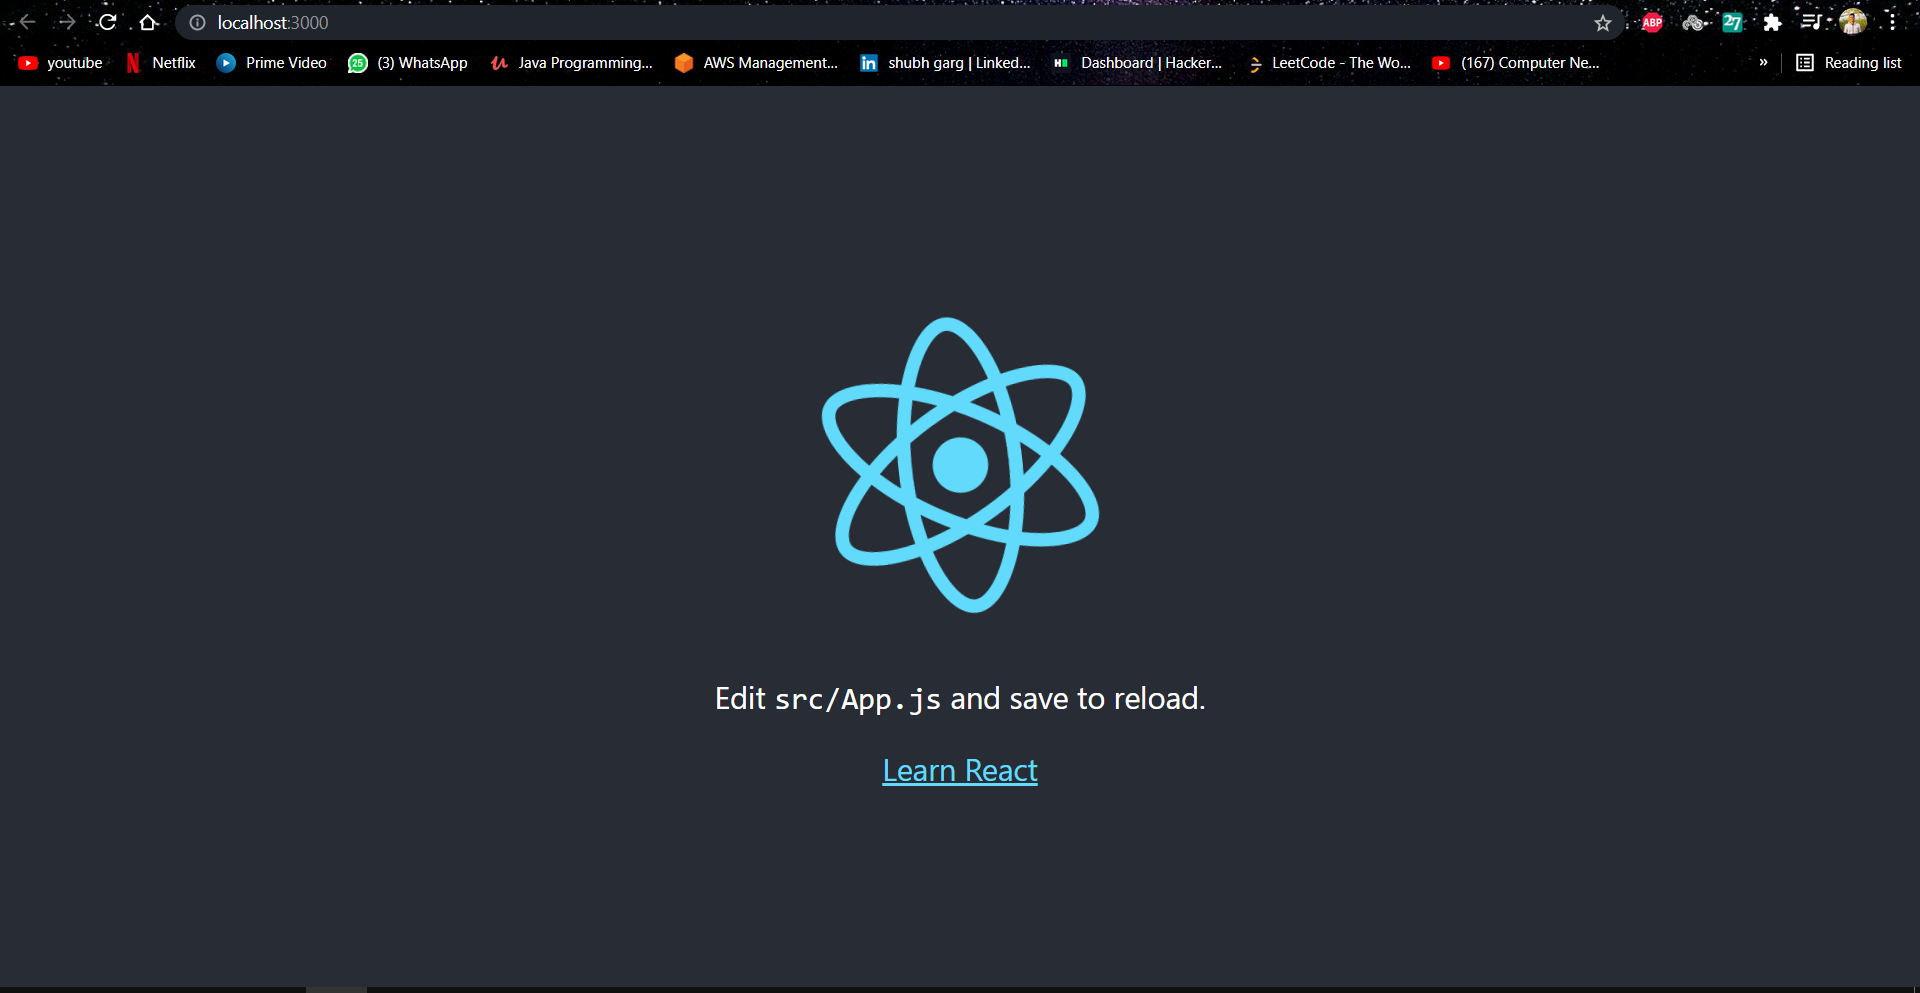 localhost:3000
ABP
27
youtube
Netflix
Prime Video
25
(3) WhatsApp
Java Programming...
AWS Management...
in
shubh garg | Linked...
H
Dashboard | Hacker...
LeetCode - The Wo...
(167) Computer Ne...
»
Reading list
Edit src/App.js and save to reload.
Learn React